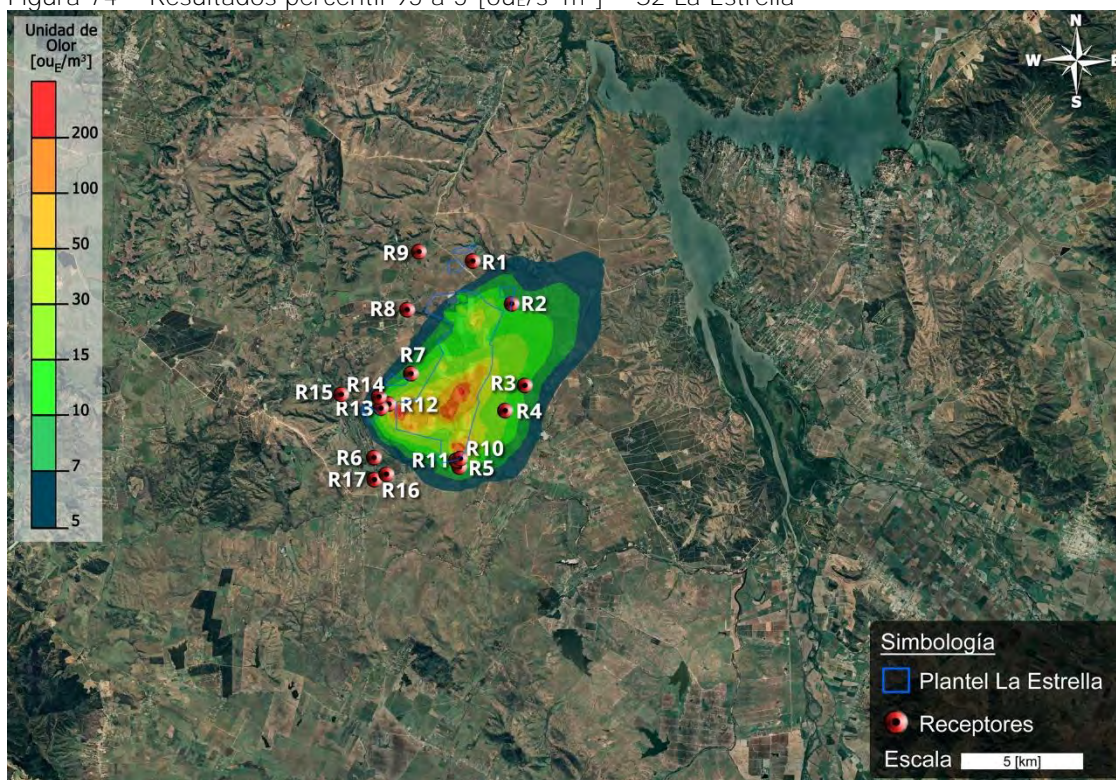 Unidad de
Olor
[ouE/m³]
200
100
50
30
15
10
7
5
N
W
E
S
R9
R1
R8
R2
R7
R3
R15
R14
R12
R13
R4
R10
R6
R11
R5
R17
R16
Simbología
Plantel La Estrella
Receptores
Escala 5 [km]